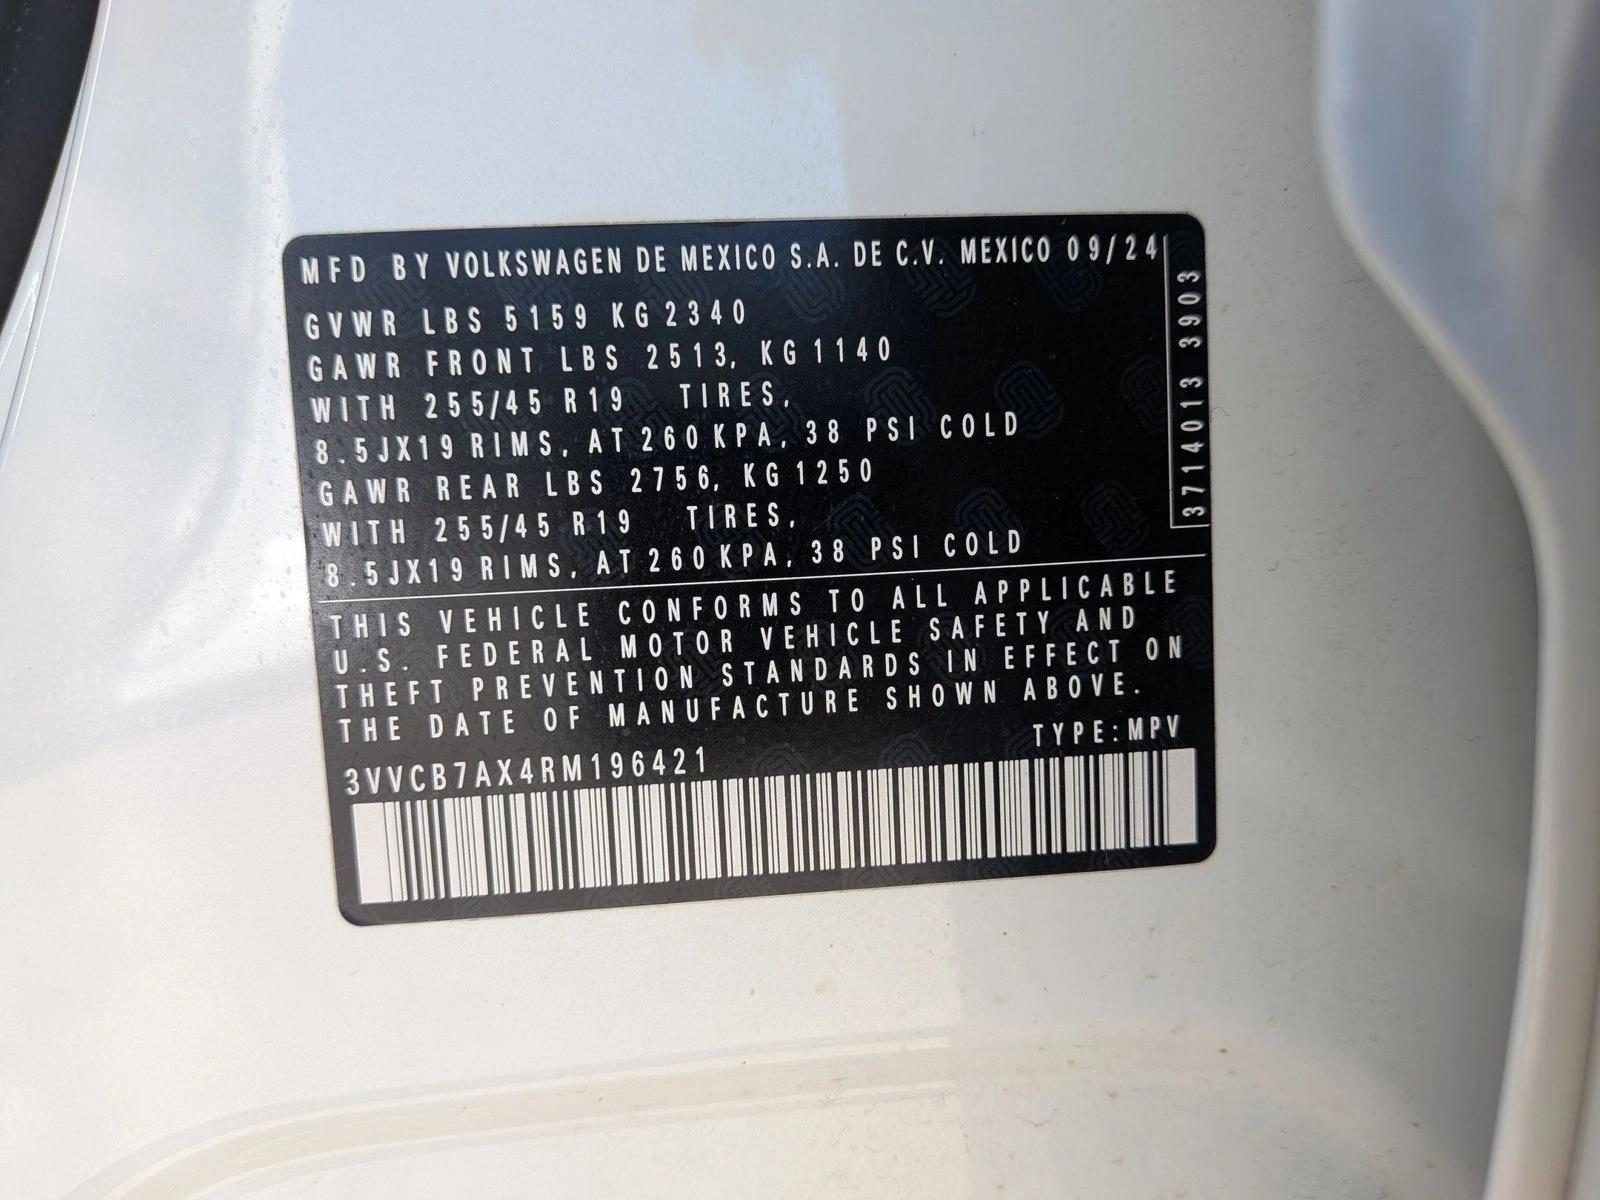 MFD BY VOLKSWAGEN DE MEXICO S.A. DE C.V. MEXICO 09/24
GVWR LBS 5159 KG 2340
GAWR FRONT LBS 2513, KG 1140
WITH 255/45 R19 TIRES,
8.5JX19 RIMS, AT 260 KPA, 38 PSI COLD
GAWR REAR LBS 2756, KG 1250
WITH 255/45 R19 TIRES,
8.5JX19 RIMS, AT 260 KPA, 38 PSI COLD
3714013 3903
THIS VEHICLE CONFORMS TO ALL APPLICABLE
U.S. FEDERAL MOTOR VEHICLE SAFETY AND
THEFT PREVENTION STANDARDS IN EFFECT ON
THE DATE OF MANUFACTURE SHOWN ABOVE.
TYPE: MPV
3VVCB7AX4RM196421